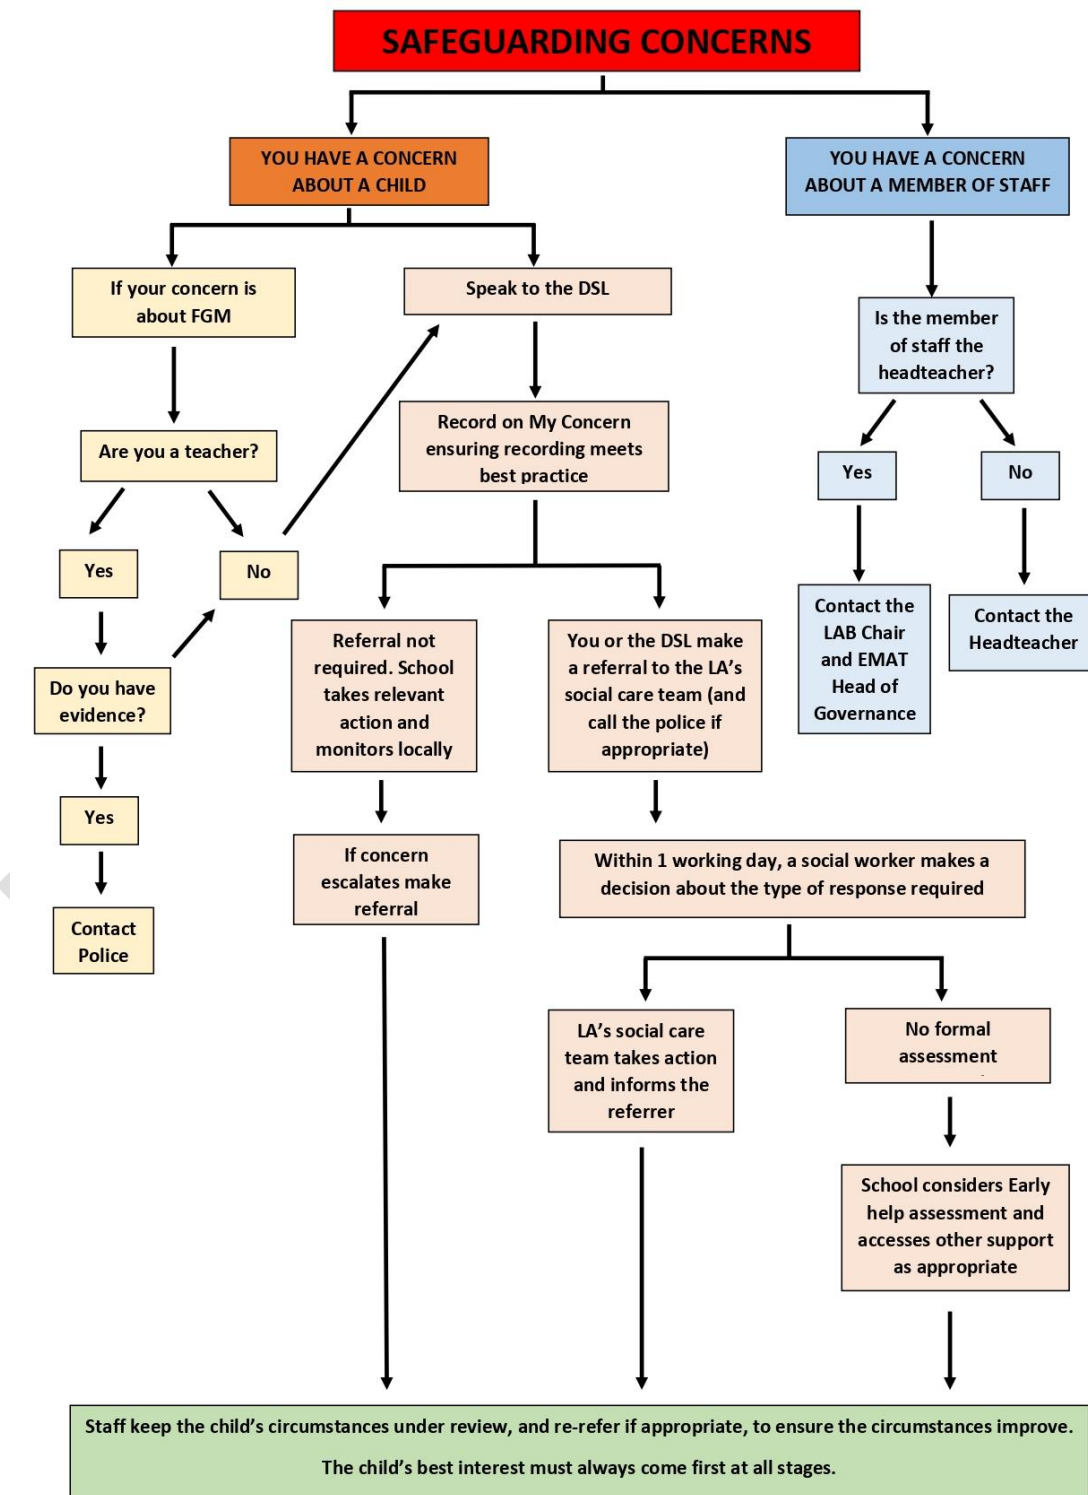 SAFEGUARDING CONCERNS
YOU HAVE A CONCERN
ABOUT A CHILD
YOU HAVE A CONCERN
ABOUT A MEMBER OF STAFF
If your concern is
about FGM
Speak to the DSL
Is the member
of staff the
headteacher?
Are you a teacher?
Record on My Concern
ensuring recording meets
best practice
Yes
No
Yes
No
Do you have
evidence?
Referral not
required. School
takes relevant
action and
monitors locally
You or the DSL make
a referral to the LA's
social care team (and
call the police if
appropriate)
Contact the
LAB Chair
and EMAT
Head of
Governance
Contact the
Headteacher
Yes
If concern
escalates make
referral
Within 1 working day, a social worker makes a
decision about the type of response required
Contact
Police
LA's social care
team takes action
and informs the
referrer
No formal
assessment
School considers Early
help assessment and
accesses other support
as appropriate
Staff keep the child's circumstances under review, and re-refer if appropriate, to ensure the circumstances improve.
The child's best interest must always come first at all stages.